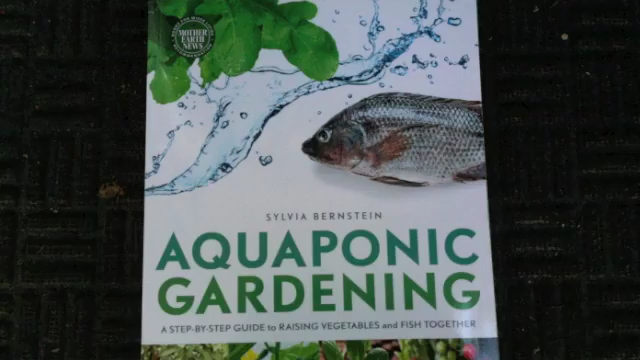 MOTHER
EARTH
NEWS
SYLVIA BERNSTEIN
AQUAPONIC
GARDENING
A STEP-BY-STEP GUIDE to RAISING VEGETABLES and FISH TOGETHER